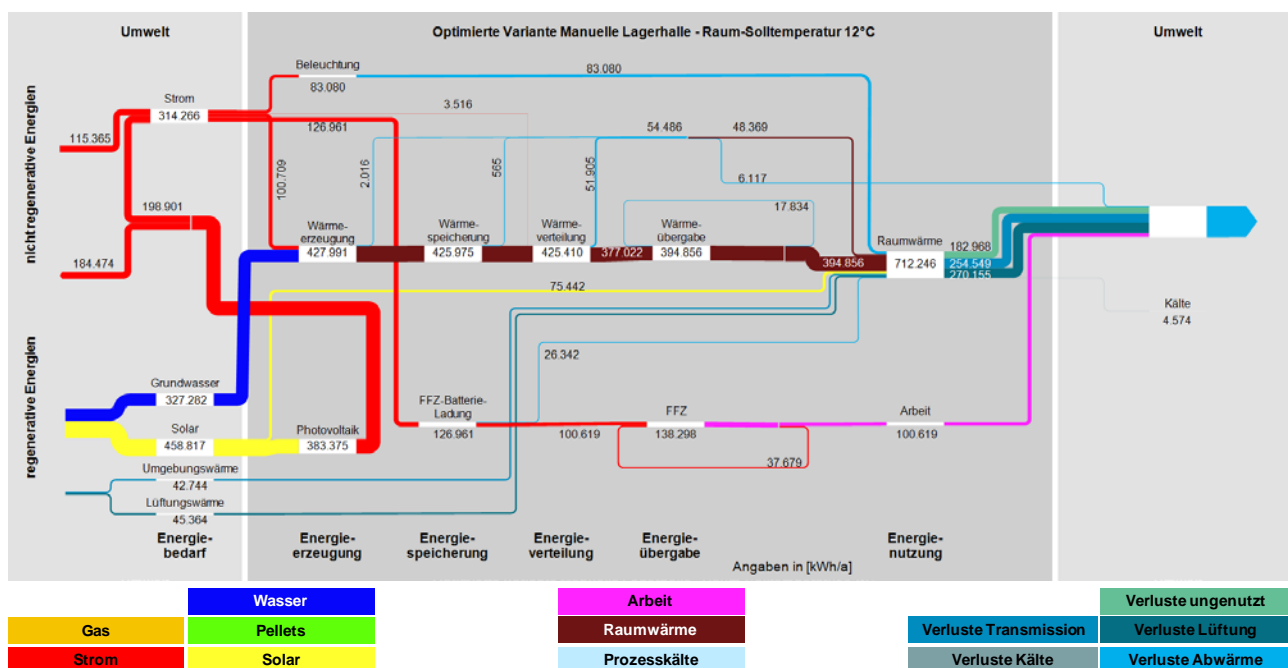 Umwelt
Optimierte Variante Manuelle Lagerhalle - Raum-Solltemperatur 12°C
Umwelt
nichtregenerative Energien
regenerative Energien
Beleuchtung
83.080
83.080
Strom
314.266
3.516
115.365
126.961
54.486
48.369
100.709
2.016
565
51.905
6.117
198.901
17.834
184.474
Wärme-
erzeugung
427.991
Wärme-
speicherung
425.975
Wärme-
verteilung
425.410
377.022
Wärme-
übergabe
394.856
394.856
Raumwärme
712.246
182.968
254.549
270.155
75.442
Kälte
4.574
26.342
Grundwasser
327.282
Solar
458.817
Photovoltaik
383.375
FFZ-Batterie-
Ladung
126.961
100.619
FFZ
138.298
37.679
Arbeit
100.619
Umgebungswärme
42.744
Lüftungswärme
45.364
Energie-
bedarf
Energie-
erzeugung
Energie-
speicherung
Energie-
verteilung
Energie-
übergabe
Energie-
nutzung
Angaben in [kWh/a]
Wasser
Arbeit
Verluste ungenutzt
Gas
Pellets
Raumwärme
Verluste Transmission
Verluste Lüftung
Strom
Solar
Prozesskälte
Verluste Kälte
Verluste Abwärme